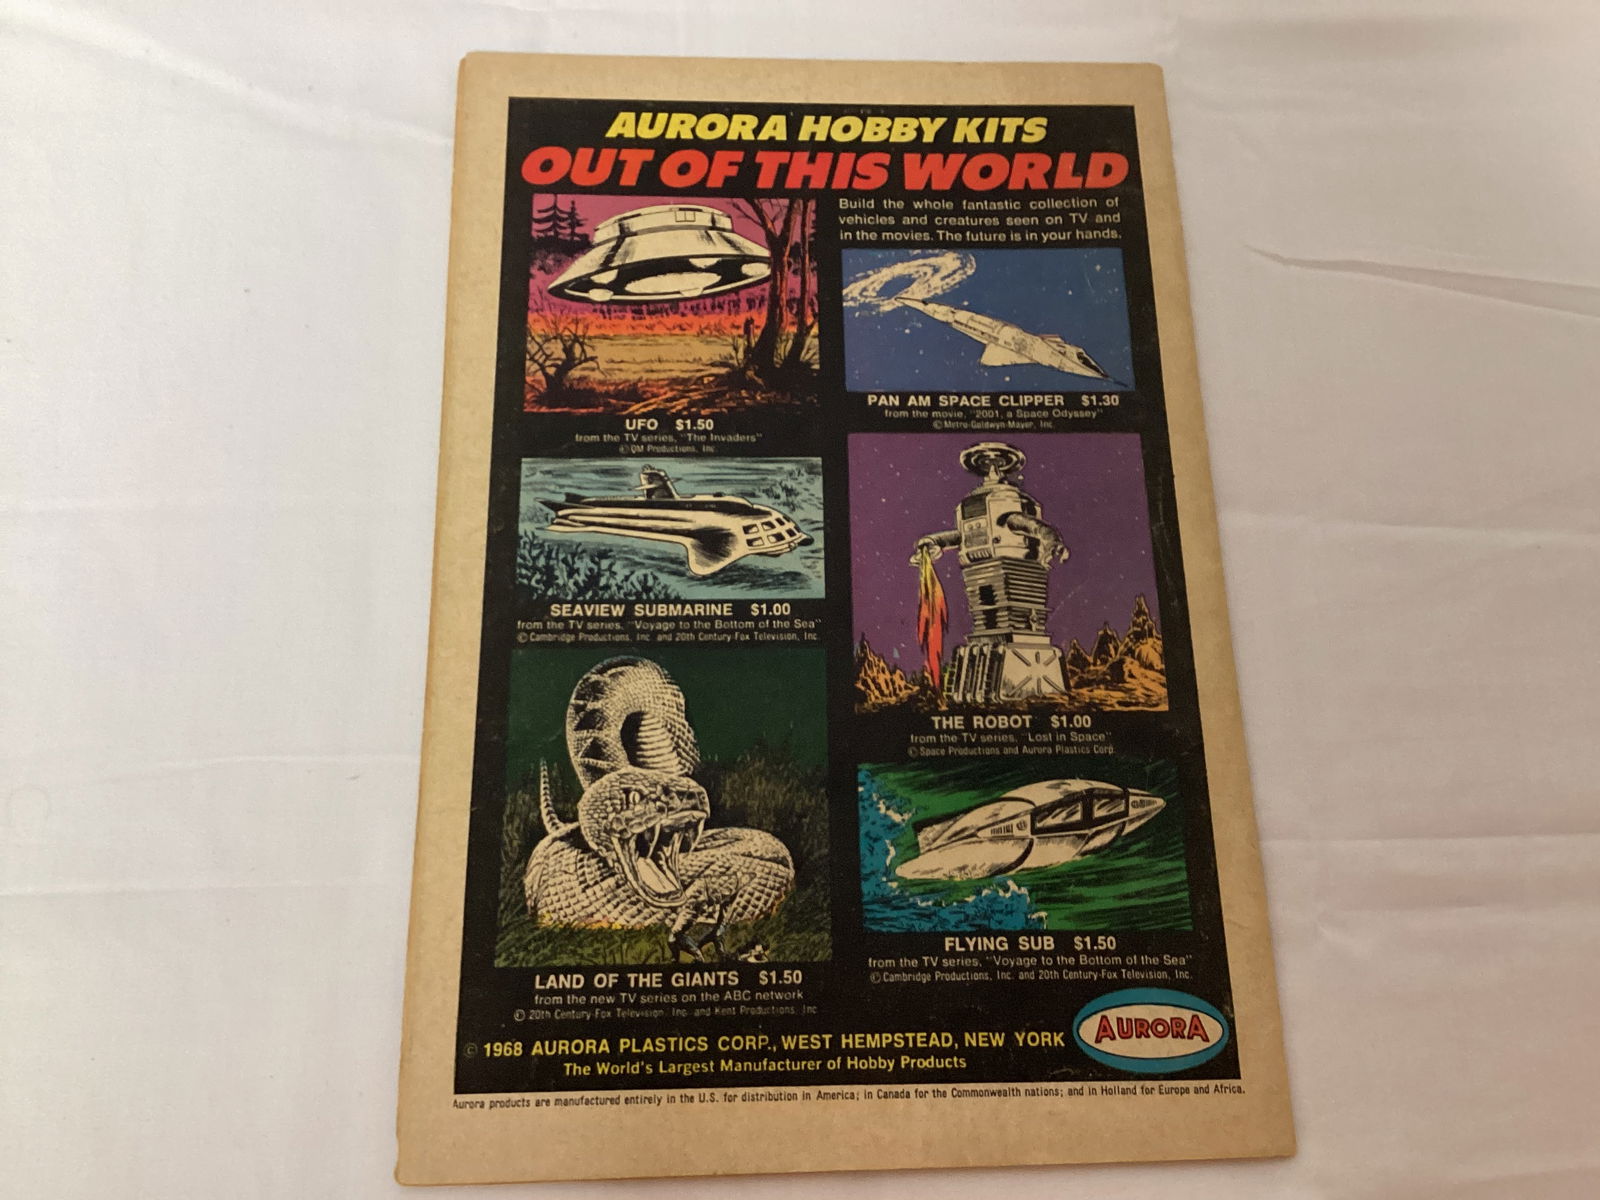 AURORA HOBBY KITS
OUT OF THIS WORLD
Build the whole fantastic collection of
vehicles and creatures seen on TV and
in the movies. The future is in your hands.
UFO $1.50
from the TV series, "The Invaders"
© QM Productions, Inc.
PAN AM SPACE CLIPPER $1.30
from the movie, "2001, a Space Odyssey"
© Metro-Goldwyn-Mayer, Inc.
SEAVIEW SUBMARINE $1.00
from the TV series, "Voyage to the Bottom of the Sea"
© Cambridge Productions, Inc. and 20th Century-Fox Television, Inc.
THE ROBOT $1.00
from the TV series, "Lost in Space"
© Space Productions and Aurora Plastics Corp.
LAND OF THE GIANTS $1.50
from the new TV series on the ABC network
© 20th Century-Fox Television, Inc. and Kent Productions, Inc.
FLYING SUB $1.50
from the TV series, "Voyage to the Bottom of the Sea"
© Cambridge Productions, Inc. and 20th Century-Fox Television, Inc.
© 1968 AURORA PLASTICS CORP., WEST HEMPSTEAD, NEW YORK
The World's Largest Manufacturer of Hobby Products
AURORA
Aurora products are manufactured entirely in the U.S. for distribution in America; in Canada for the Commonwealth nations; and in Holland for Europe and Africa.